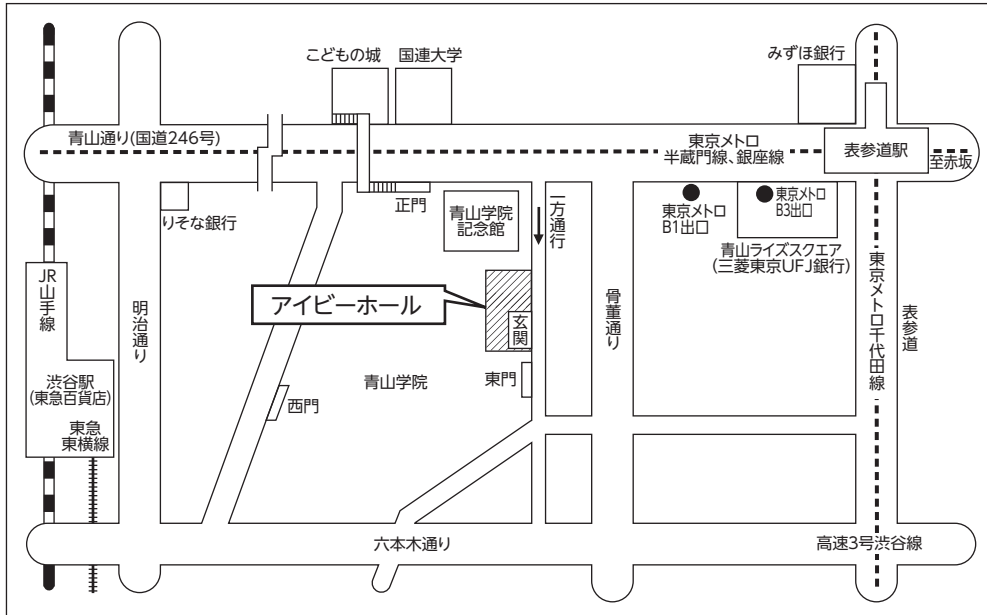 こどもの城
国連大学
みずほ銀行
青山通り(国道246号)
東京メトロ
半蔵門線、銀座線
表参道駅
至赤坂
りそな銀行
正門
青山学院
記念館
一方通行
東京メトロ
B1出口
東京メトロ
B3出口
青山ライズスクエア
(三菱東京UFJ銀行)
JR山手線
明治通り
アイビーホール
玄関
骨董通り
東京メトロ千代田線
表参道
渋谷駅
(東急百貨店)
東急
東横線
西門
青山学院
東門
六本木通り
高速3号渋谷線